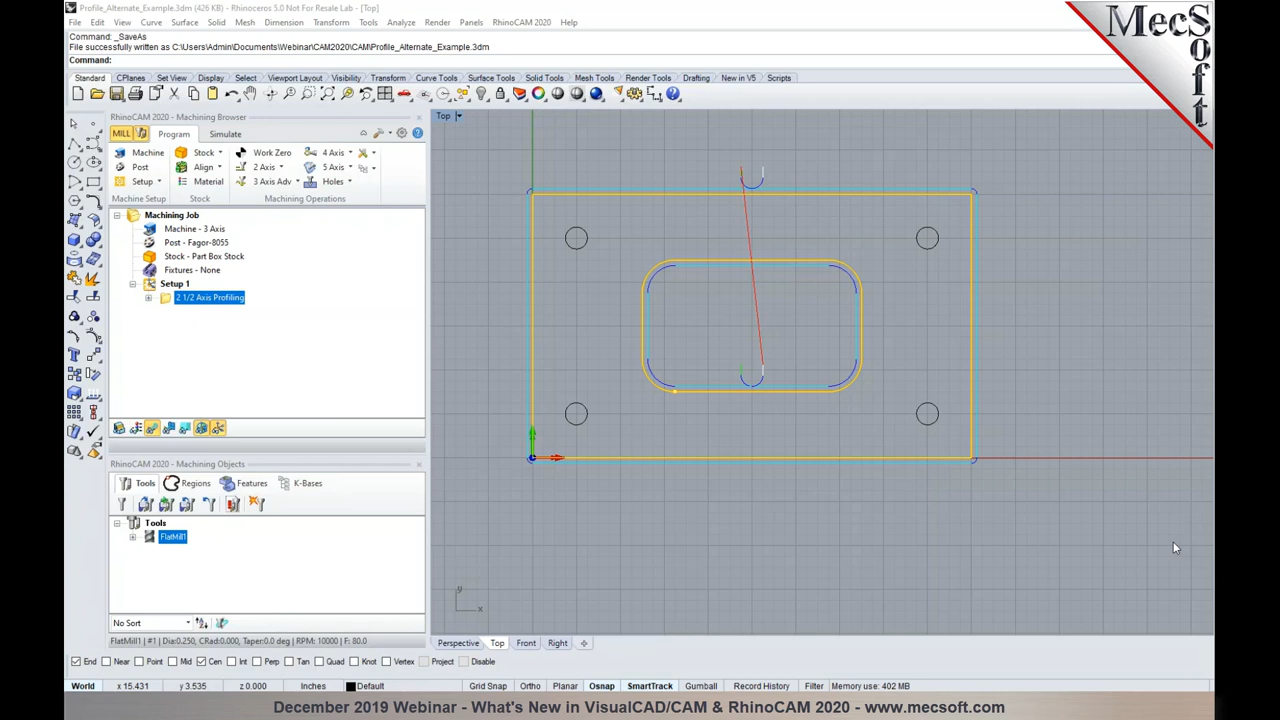 Profile_Alternate_Example.3dm (426 KB) - Rhinoceros 5.0 Not For Resale Lab - [Top]
File Edit View Curve Surface Solid Mesh Dimension Transform Tools Analyze Render Panels RhinoCAM 2020 Help
Command: _SaveAs
File successfully written as C:\Users\Admin\Documents\Webinar\CAM2020\CAM\Profile_Alternate_Example.3dm
Command:
MecSoft
Standard CPlanes Set View Display Select Viewport Layout Visibility Transform Curve Tools Surface Tools Solid Tools Mesh Tools Render Tools Drafting New in V5 Scripts
RhinoCAM 2020 - Machining Browser
Top
MILL Program Simulate
Machine Stock Work Zero 4 Axis
Post Align 2 Axis 5 Axis
Setup Material 3 Axis Adv Holes
Machine Setup Stock Machining Operations
Machining Job
Machine - 3 Axis
Post - Fagor-8055
Stock - Part Box Stock
Fixtures - None
Setup 1
2 1/2 Axis Profiling
RhinoCAM 2020 - Machining Objects
Tools Regions Features K-Bases
Tools
FlatMill1
y
x
No Sort
FlatMill1 | #1 | Dia:0.250, CRad:0.000, Taper:0.0 deg | RPM: 10000 | F: 80.0
Perspective Top Front Right
End Near Point Mid Cen Int Perp Tan Quad Knot Vertex Project Disable
World x 15.431 y 3.535 z 0.000 Inches Default Grid Snap Ortho Planar Osnap SmartTrack Gumball Record History Filter Memory use: 402 MB
December 2019 Webinar - What's New in VisualCAD/CAM & RhinoCAM 2020 - www.mecsoft.com